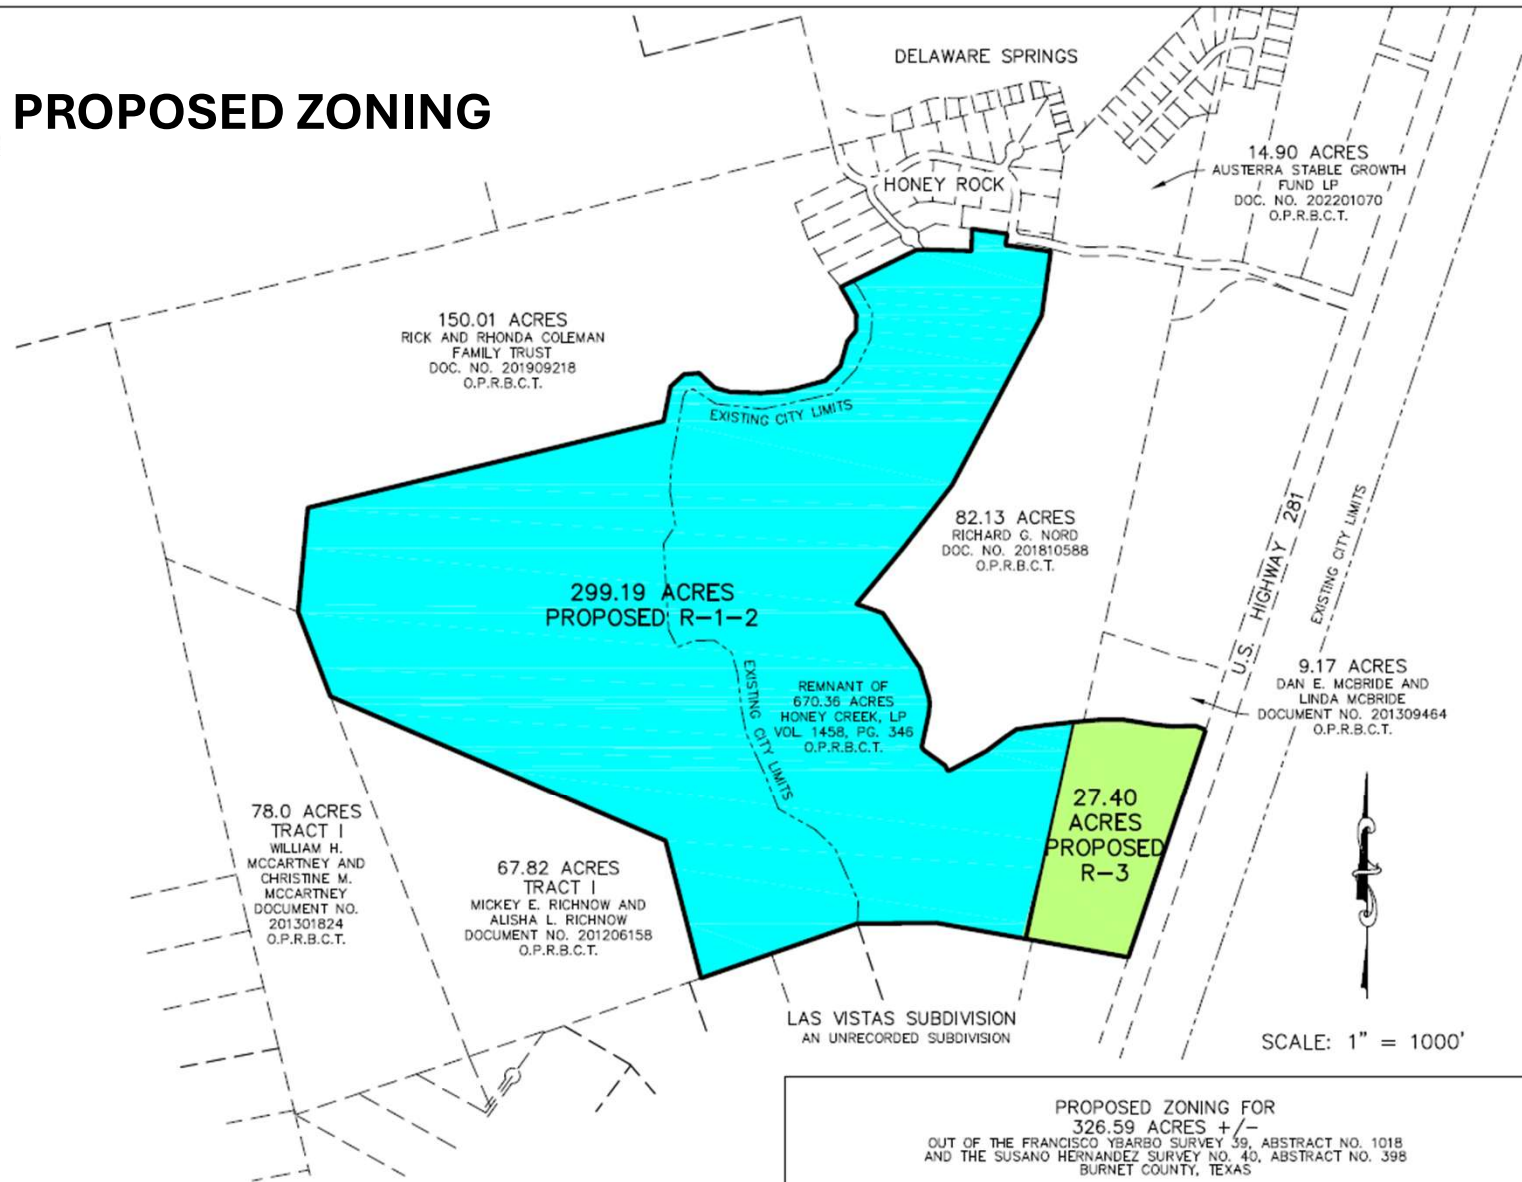 PROPOSED ZONING
DELAWARE SPRINGS
HONEY ROCK
14.90 ACRES
AUSTERRA STABLE GROWTH
FUND LP
DOC. NO. 202201070
O.P.R.B.C.T.
150.01 ACRES
RICK AND RHONDA COLEMAN
FAMILY TRUST
DOC. NO. 201909218
O.P.R.B.C.T.
EXISTING CITY LIMITS
82.13 ACRES
RICHARD G. NORD
DOC. NO. 201810588
O.P.R.B.C.T.
U.S. HIGHWAY 281
EXISTING CITY LIMITS
299.19 ACRES
PROPOSED R-1-2
EXISTING CITY LIMITS
REMNANT OF
670.36 ACRES
HONEY CREEK, LP
VOL. 1458, PG. 346
O.P.R.B.C.T.
9.17 ACRES
DAN E. MCBRIDE AND
LINDA MCBRIDE
DOCUMENT NO. 201309464
O.P.R.B.C.T.
27.40
ACRES
PROPOSED
R-3
78.0 ACRES
TRACT I
WILLIAM H.
MCCARTNEY AND
CHRISTINE M.
MCCARTNEY
DOCUMENT NO.
201301824
O.P.R.B.C.T.
67.82 ACRES
TRACT I
MICKEY E. RICHNOW AND
ALISHA L. RICHNOW
DOCUMENT NO. 201206158
O.P.R.B.C.T.
LAS VISTAS SUBDIVISION
AN UNRECORDED SUBDIVISION
SCALE: 1" = 1000'
PROPOSED ZONING FOR
326.59 ACRES +/-
OUT OF THE FRANCISCO YBARBO SURVEY 39, ABSTRACT NO. 1018
AND THE SUSANO HERNANDEZ SURVEY NO. 40, ABSTRACT NO. 398
BURNET COUNTY, TEXAS